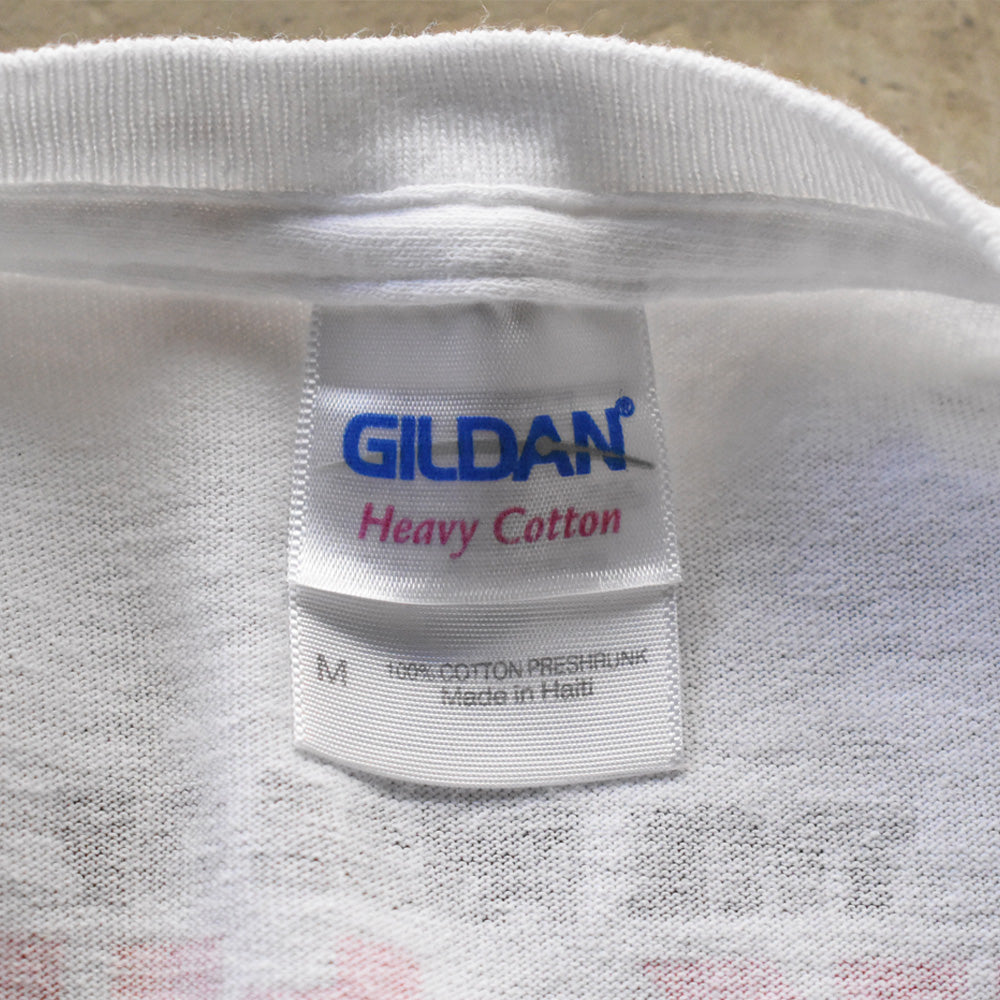 GILDAN®
Heavy Cotton
M 100% COTTON PRESHRUNK
Made in Haiti